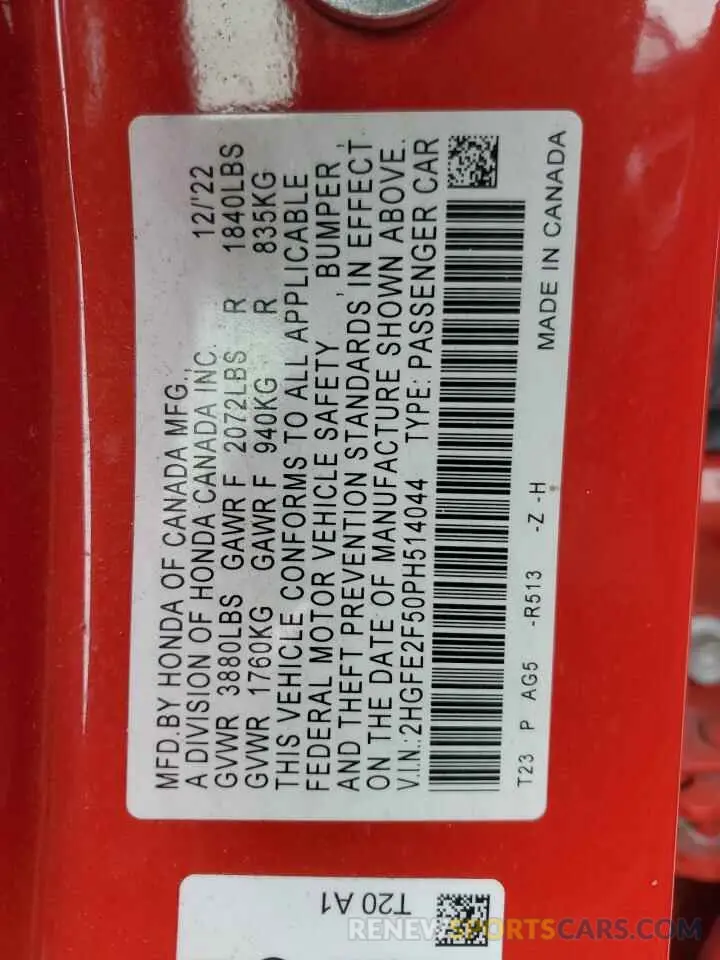 MFD.BY HONDA OF CANADA MFG.,
A DIVISION OF HONDA CANADA INC. 12/'22
GVWR 3880LBS GAWR F 2072LBS R 1840LBS
GVWR 1760KG GAWR F 940KG R 835KG
THIS VEHICLE CONFORMS TO ALL APPLICABLE
FEDERAL MOTOR VEHICLE SAFETY , BUMPER ,
AND THEFT PREVENTION STANDARDS IN EFFECT
ON THE DATE OF MANUFACTURE SHOWN ABOVE.
V.I.N.:2HGFE2F50PH514044 TYPE: PASSENGER CAR
T23 P AG5 -R513 -Z -H
MADE IN CANADA
T20 A1
RENEWSPORTSCARS.COM